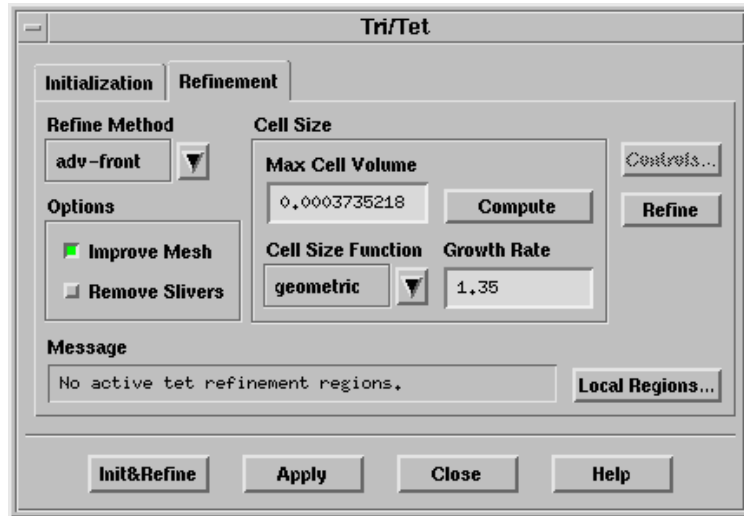 Tri/Tet
Initialization Refinement
Refine Method
adv-front
Options
Improve Mesh
Remove Slivers
Cell Size
Max Cell Volume
0.0003735218 Compute
Cell Size Function Growth Rate
geometric 1.35
Controls...
Refine
Message
No active tet refinement regions. Local Regions...
Init&Refine Apply Close Help